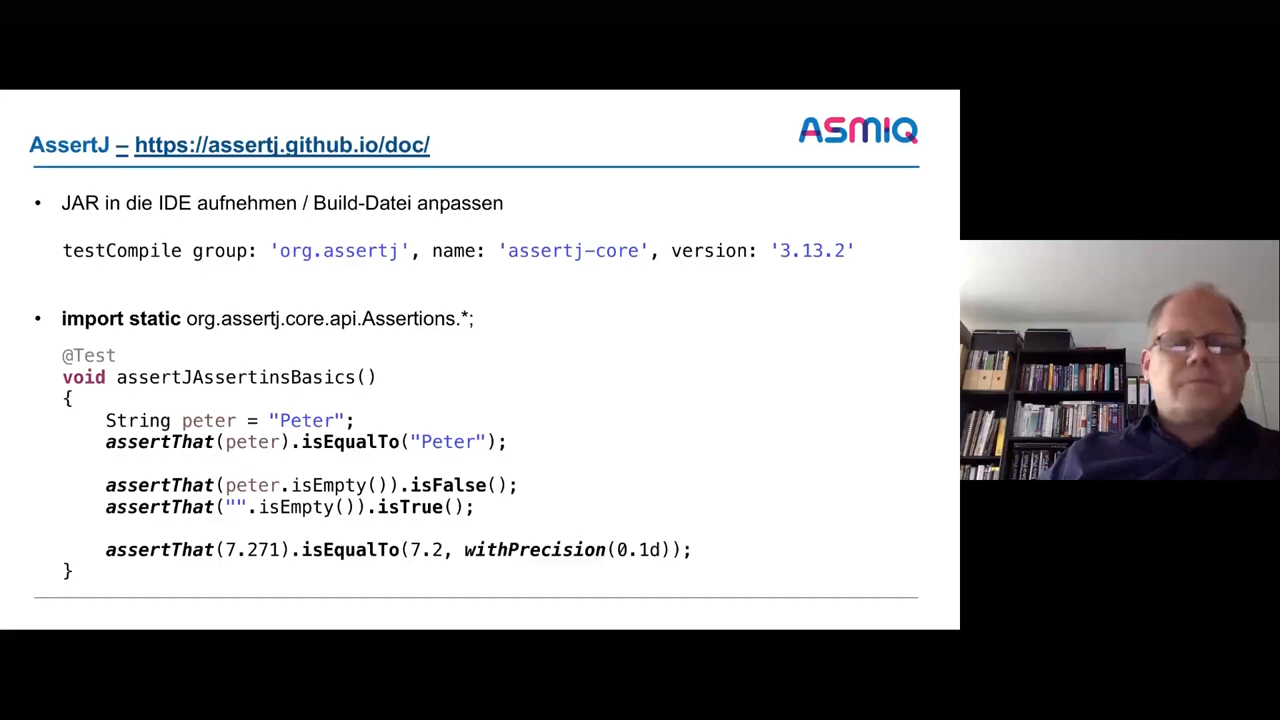 AssertJ – https://assertj.github.io/doc/
ASMIQ
• JAR in die IDE aufnehmen / Build-Datei anpassen
testCompile group: 'org.assertj', name: 'assertj-core', version: '3.13.2'
• import static org.assertj.core.api.Assertions.*;
@Test
void assertJAssertinsBasics()
{
String peter = "Peter";
assertThat(peter).isEqualTo("Peter");
assertThat(peter.isEmpty()).isFalse();
assertThat("".isEmpty()).isTrue();
assertThat(7.271).isEqualTo(7.2, withPrecision(0.1d));
}